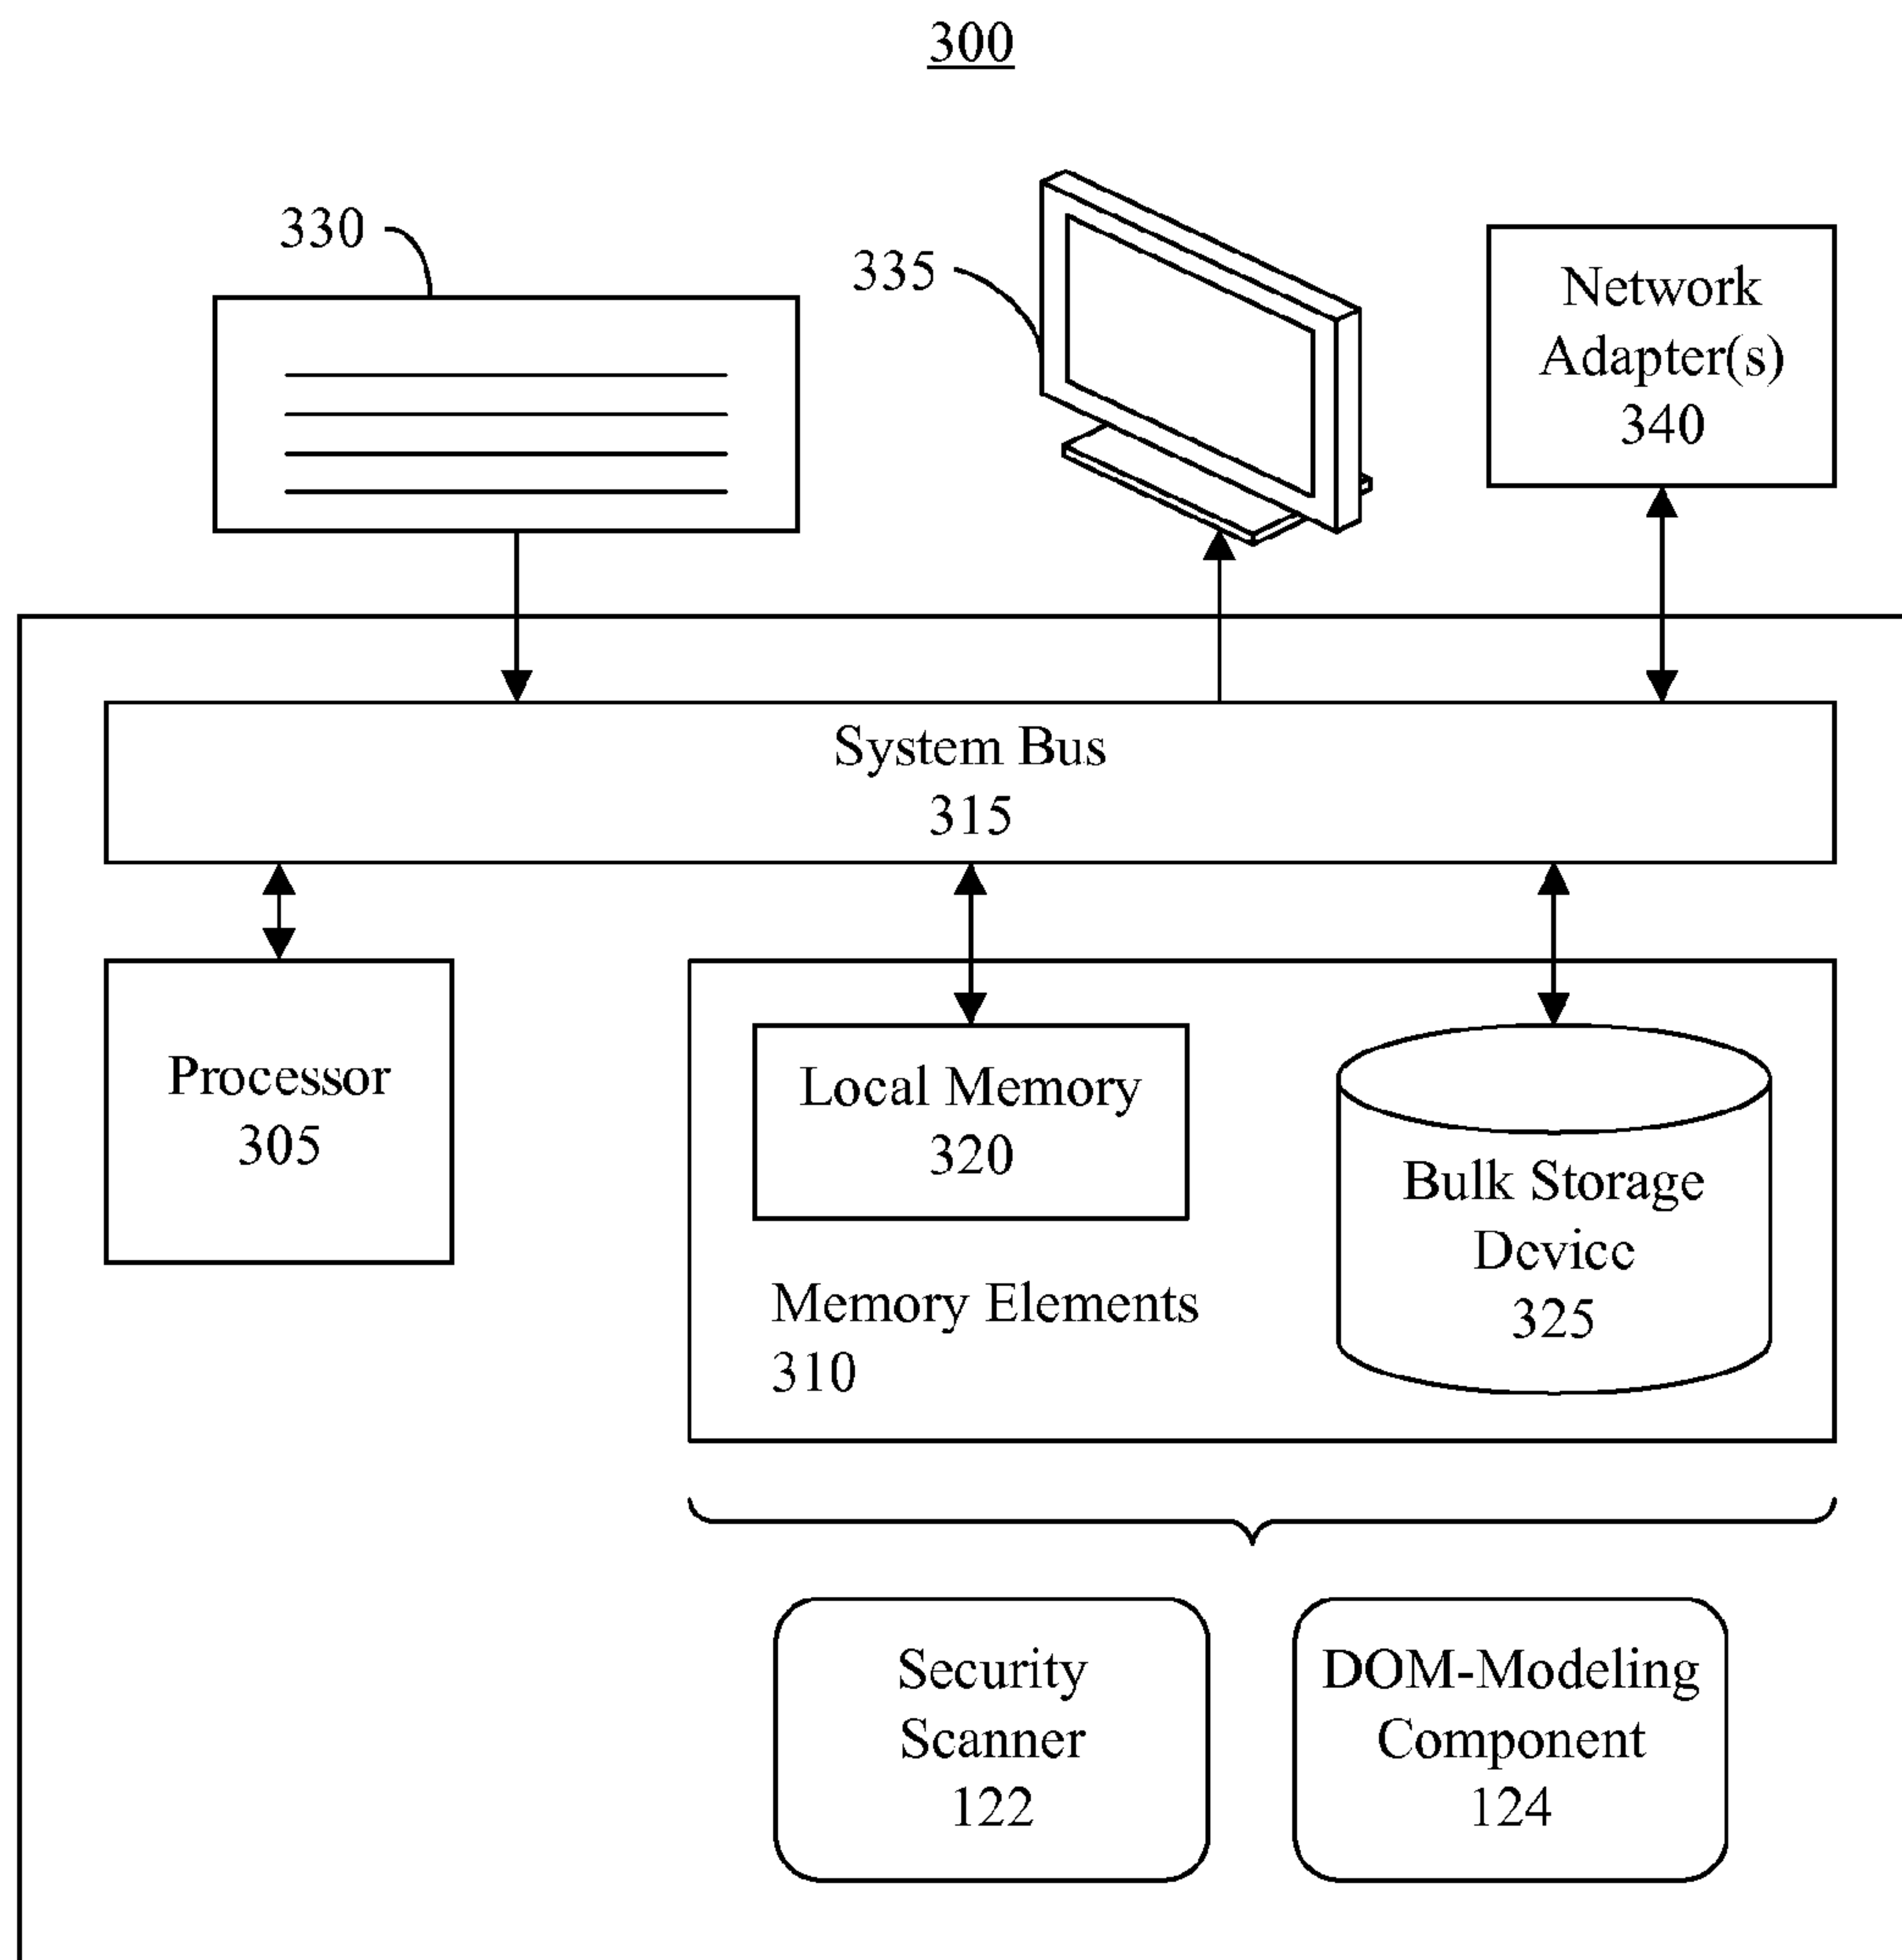 300
330
335
Network
Adapter(s)
340
System Bus
315
Processor
305
Local Memory
320
Memory Elements
310
Bulk Storage
Device
325
Security
Scanner
122
DOM-Modeling
Component
124